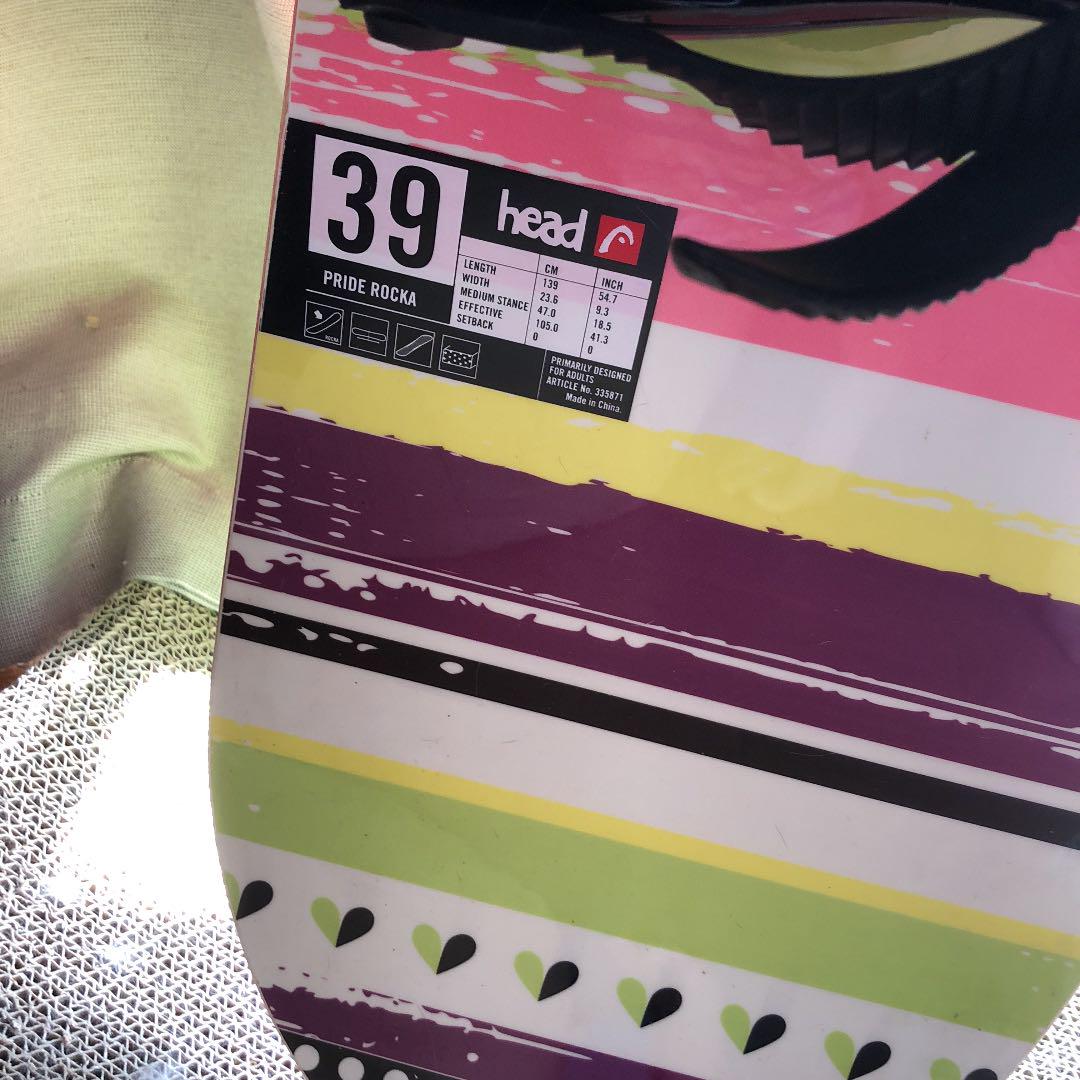 39
head
PRIDE ROCKA
ROCKA
CM INCH
LENGTH 139 54.7
WIDTH 23.6 9.3
MEDIUM STANCE 47.0 18.5
EFFECTIVE 105.0 41.3
SETBACK 0 0
PRIMARILY DESIGNED
FOR ADULTS
ARTICLE No. 335871
Made in China.